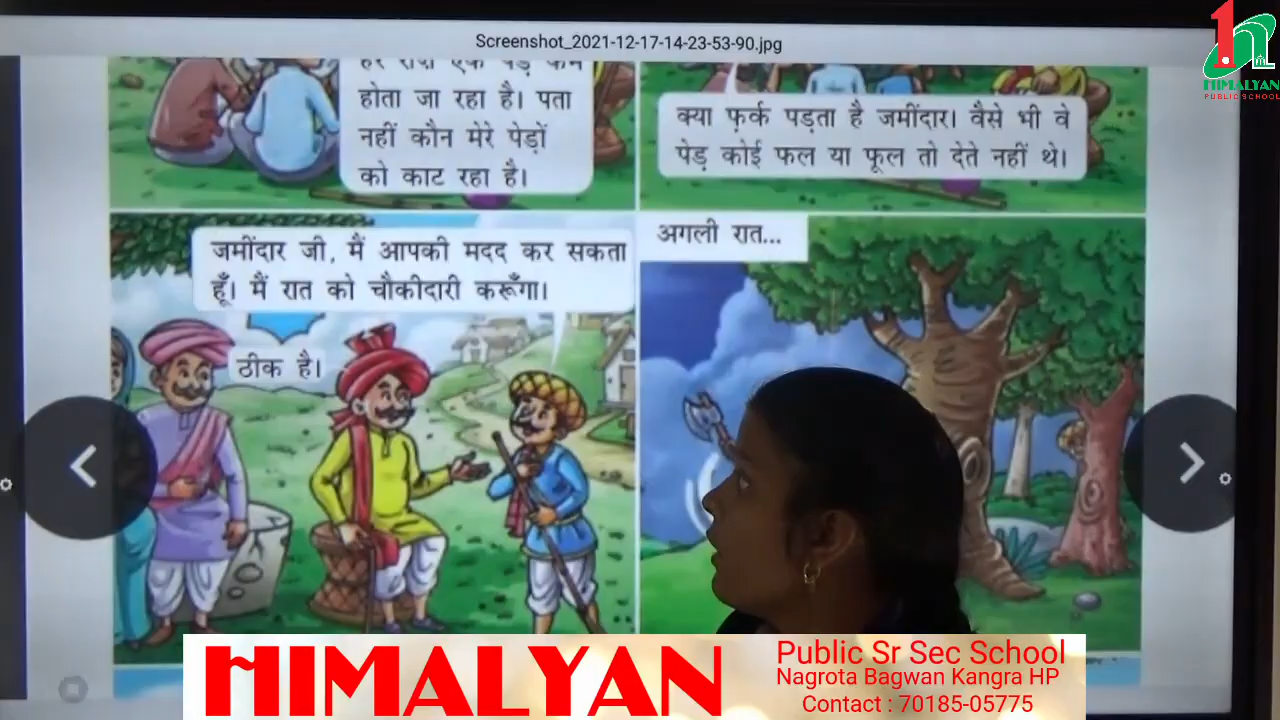 Screenshot_2021-12-17-14-23-53-90.jpg
होता जा रहा है। पता
नहीं कौन मेरे पेड़ों
को काट रहा है।
क्या फ़र्क पड़ता है जमींदार। वैसे भी वे
पेड़ कोई फल या फूल तो देते नहीं थे।
जमींदार जी, मैं आपकी मदद कर सकता
हूँ। मैं रात को चौकीदारी करूँगा।
ठीक है।
अगली रात...
HIMALYAN
PUBLIC SCHOOL
HIMALYAN
Public Sr Sec School
Nagrota Bagwan Kangra HP
Contact : 70185-05775